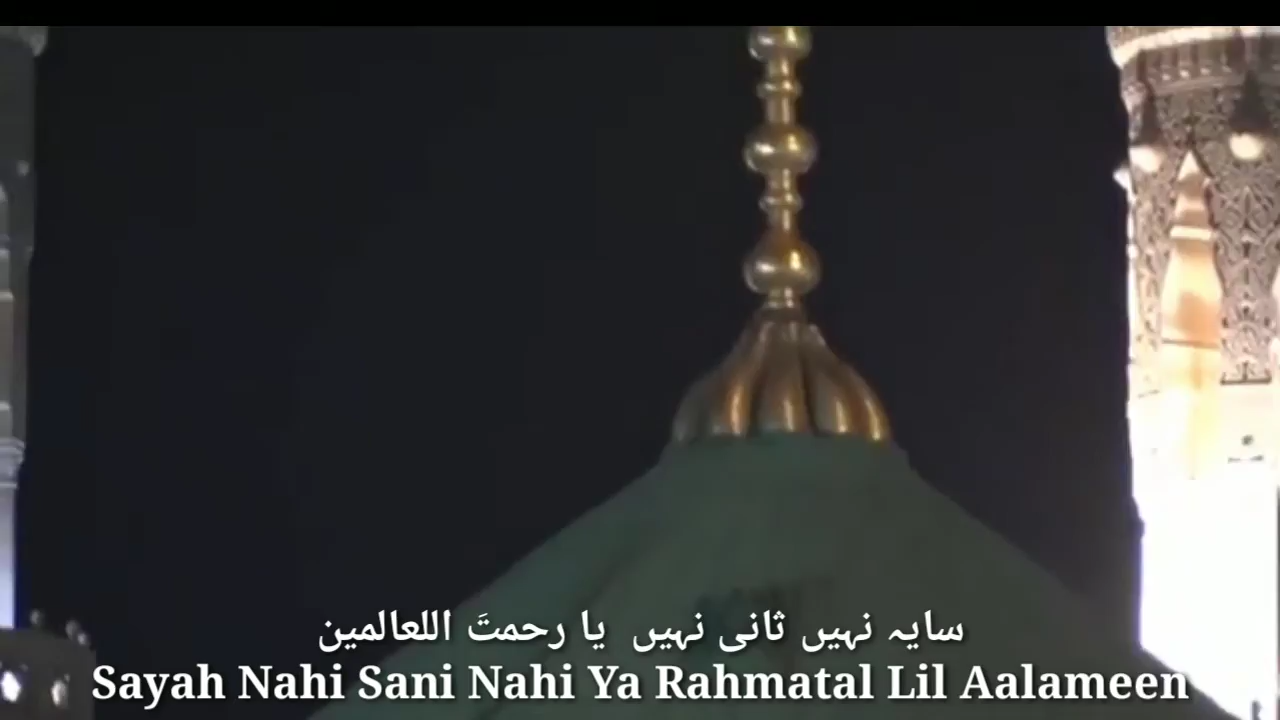 سایہ نہیں ثانی نہیں یا رحمتَ اللعالمین
Sayah Nahi Sani Nahi Ya Rahmatal Lil Aalameen